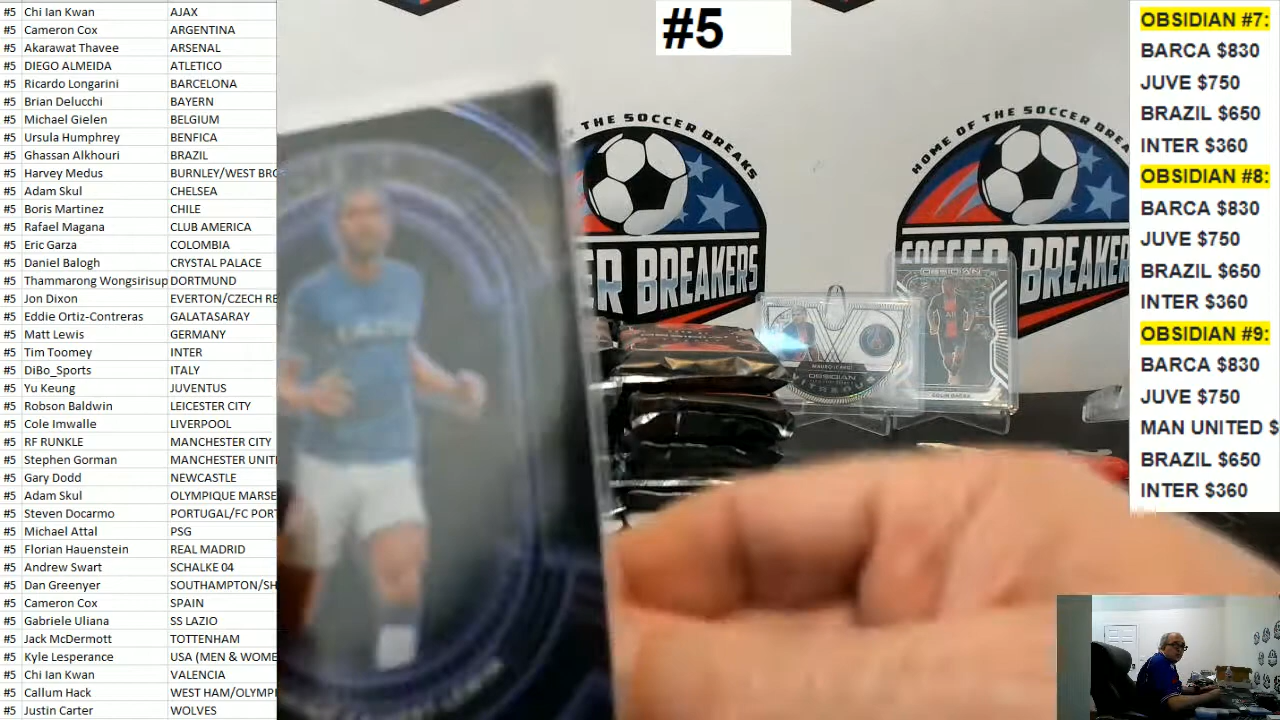 #5 Chi Ian Kwan AJAX
#5 Cameron Cox ARGENTINA
#5 Akarawat Thavee ARSENAL
#5 DIEGO ALMEIDA ATLETICO
#5 Ricardo Longarini BARCELONA
#5 Brian Delucchi BAYERN
#5 Michael Gielen BELGIUM
#5 Ursula Humphrey BENFICA
#5 Ghassan Alkhouri BRAZIL
#5 Harvey Medus BURNLEY/WEST BRO
#5 Adam Skul CHELSEA
#5 Boris Martinez CHILE
#5 Rafael Magana CLUB AMERICA
#5 Eric Garza COLOMBIA
#5 Daniel Balogh CRYSTAL PALACE
#5 Thammarong Wongsirisup DORTMUND
#5 Jon Dixon EVERTON/CZECH RE
#5 Eddie Ortiz-Contreras GALATASARAY
#5 Matt Lewis GERMANY
#5 Tim Toomey INTER
#5 DiBo_Sports ITALY
#5 Yu Keung JUVENTUS
#5 Robson Baldwin LEICESTER CITY
#5 Cole Imwalle LIVERPOOL
#5 RF RUNKLE MANCHESTER CITY
#5 Stephen Gorman MANCHESTER UNIT
#5 Gary Dodd NEWCASTLE
#5 Adam Skul OLYMPIQUE MARSE
#5 Steven Docarmo PORTUGAL/FC POR
#5 Michael Attal PSG
#5 Florian Hauenstein REAL MADRID
#5 Andrew Swart SCHALKE 04
#5 Dan Greenyer SOUTHAMPTON/SH
#5 Cameron Cox SPAIN
#5 Gabriele Uliana SS LAZIO
#5 Jack McDermott TOTTENHAM
#5 Kyle Lesperance USA (MEN & WOME
#5 Chi Ian Kwan VALENCIA
#5 Callum Hack WEST HAM/OLYMPI
#5 Justin Carter WOLVES
#5
THE SOCCER BREAKS
ER BREAKERS
HOME OF THE SOCCER BREA
SOCCER BREAKER
OBSIDIAN
MAURO ICARDI
OBSIDIAN
OBSIDIAN #7:
BARCA $830
JUVE $750
BRAZIL $650
INTER $360
OBSIDIAN #8:
BARCA $830
JUVE $750
BRAZIL $650
INTER $360
OBSIDIAN #9:
BARCA $830
JUVE $750
MAN UNITED $
BRAZIL $650
INTER $360